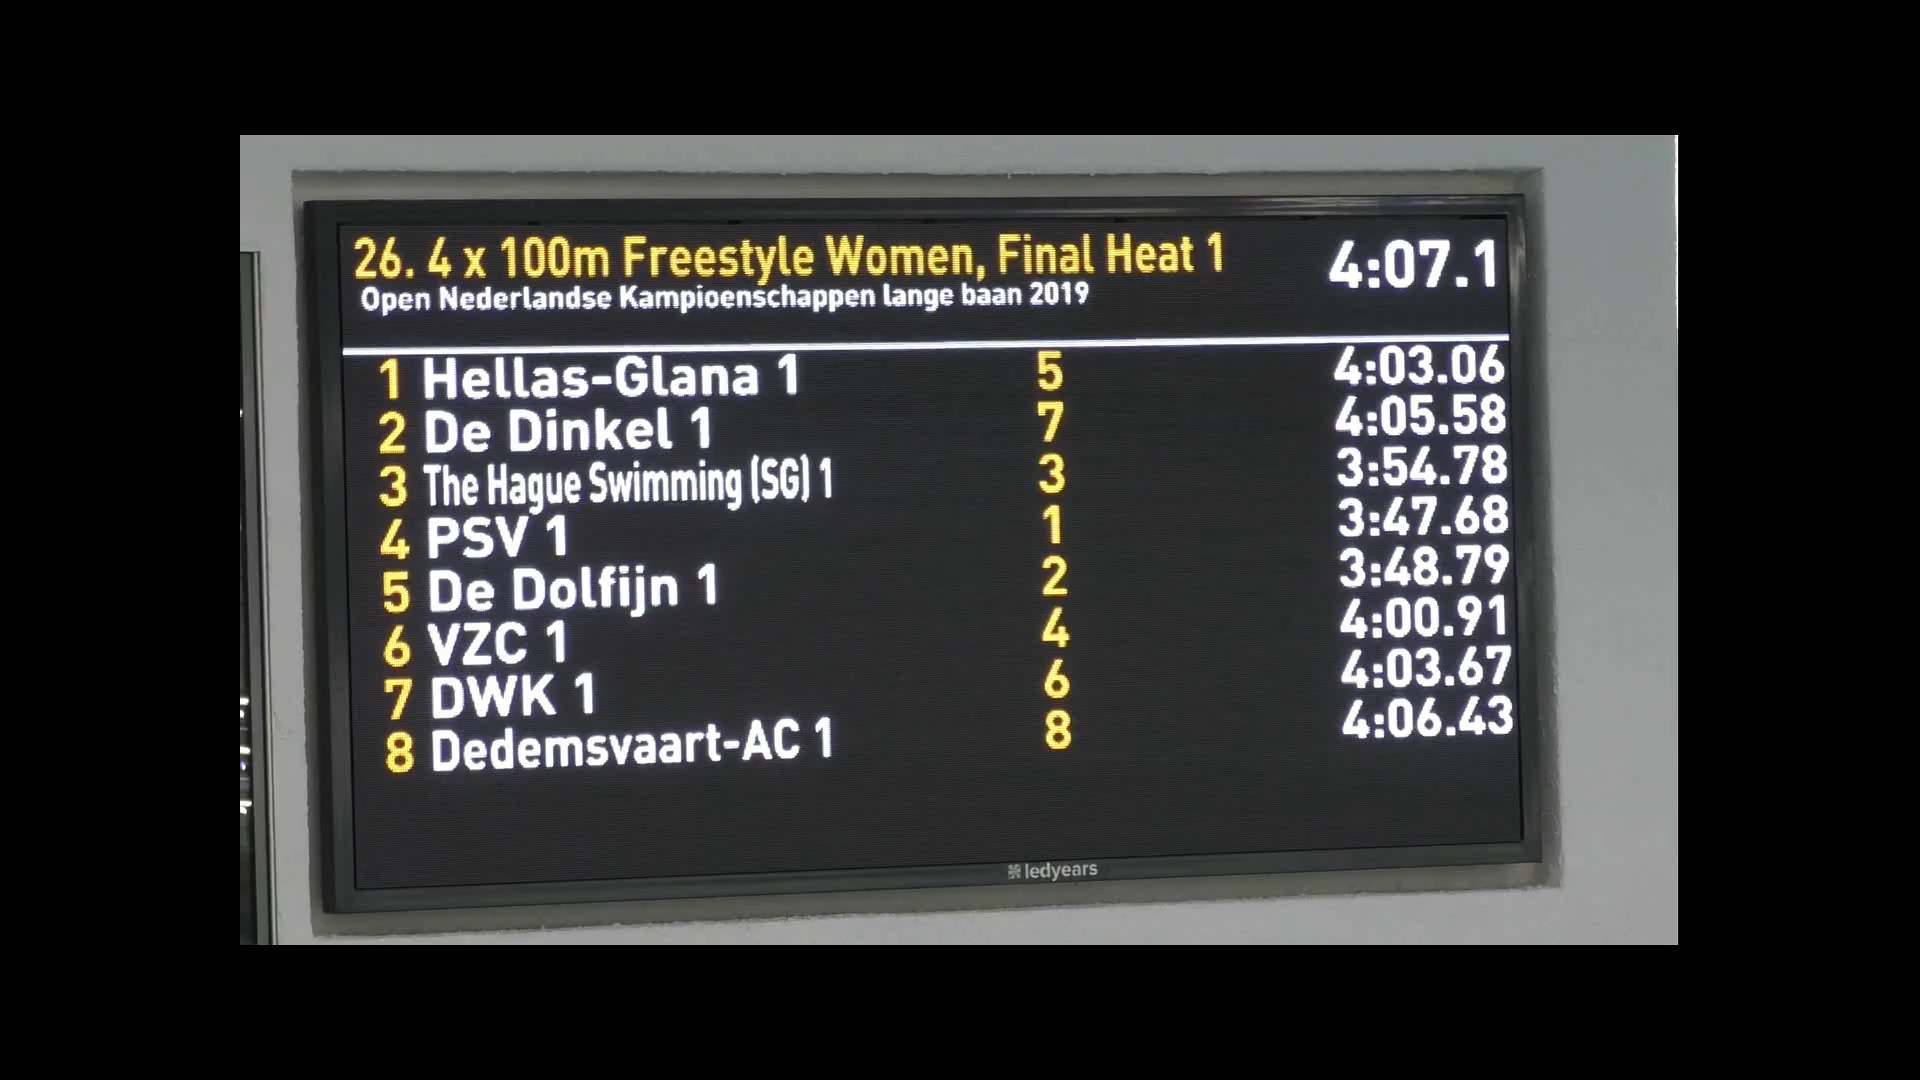 26. 4 x 100m Freestyle Women, Final Heat 1 4:07.1
Open Nederlandse Kampioenschappen lange baan 2019
1 Hellas-Glana 1 5 4:03.06
2 De Dinkel 1 7 4:05.58
3 The Hague Swimming (SG) 1 3 3:54.78
4 PSV 1 1 3:47.68
5 De Dolfijn 1 2 3:48.79
6 VZC 1 4 4:00.91
7 DWK 1 6 4:03.67
8 Dedemsvaart-AC 1 8 4:06.43
ledyears